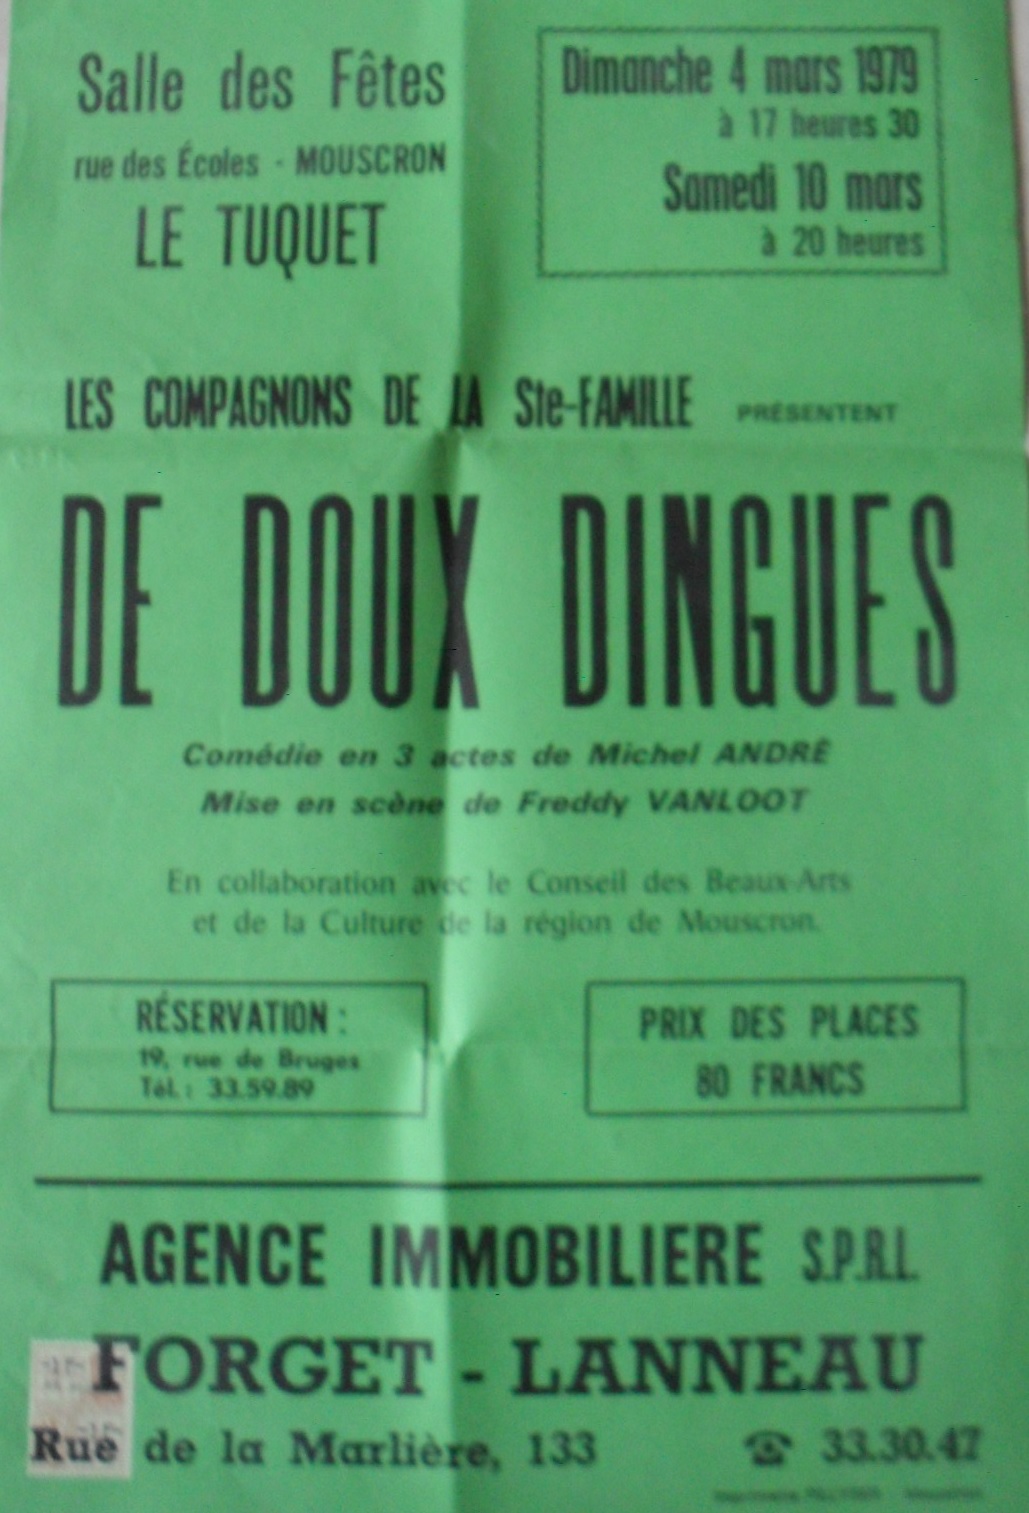 Salle des Fêtes
rue des Écoles - MOUSCRON
LE TUQUET
Dimanche 4 mars 1979
à 17 heures 30
Samedi 10 mars
à 20 heures
LES COMPAGNONS DE LA Ste-FAMILLE PRÉSENTENT
DE DOUX DINGUES
Comédie en 3 actes de Michel ANDRÉ
Mise en scène de Freddy VANLOOT
En collaboration avec le Conseil des Beaux-Arts
et de la Culture de la région de Mouscron.
RÉSERVATION :
19, rue de Bruges
Tél. : 33.59.89
PRIX DES PLACES
80 FRANCS
AGENCE IMMOBILIERE S.P.R.L.
FORGET - LANNEAU
Rue de la Marlière, 133 ☎ 33.30.47
Imprimerie